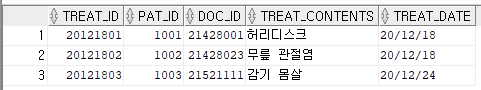 TREAT_ID PAT_ID DOC_ID TREAT_CONTENTS TREAT_DATE
1 20121801 1001 21428001 허리디스크 20/12/18
2 20121802 1002 21428023 무릎 관절염 20/12/18
3 20121803 1003 21521111 감기 몸살 20/12/24